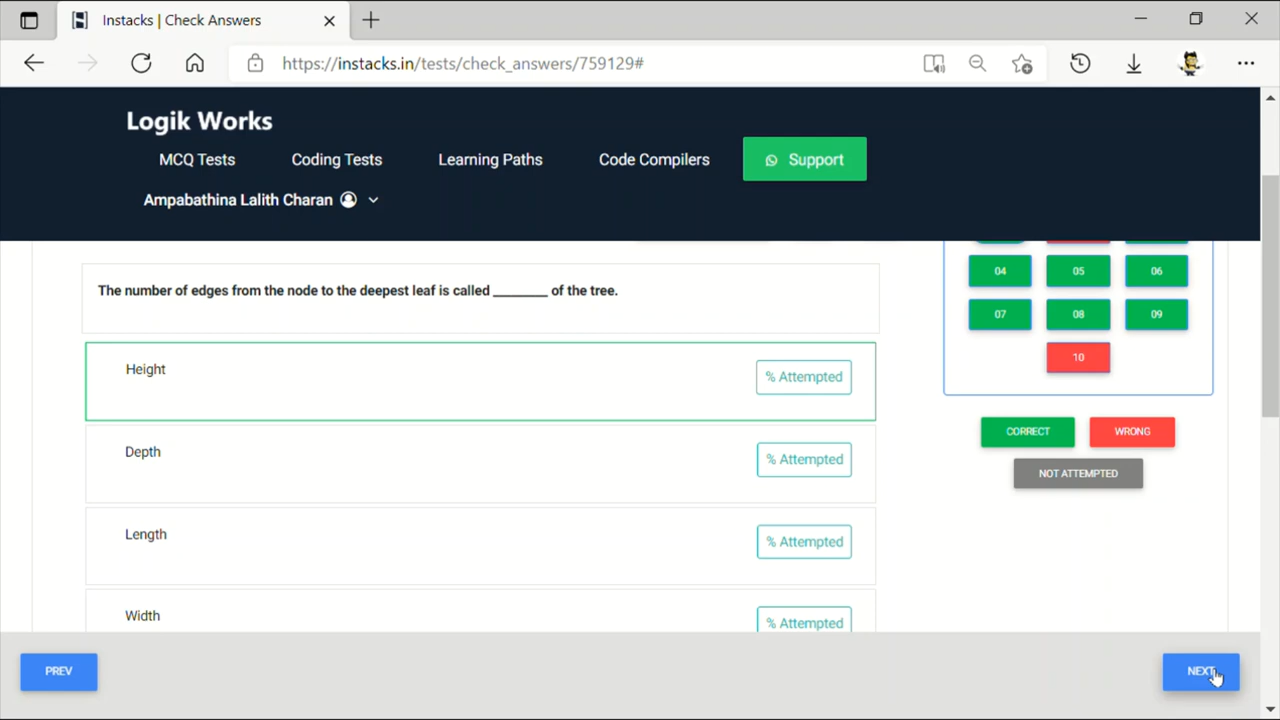 Instacks | Check Answers
https://instacks.in/tests/check_answers/759129#
Logik Works
MCQ Tests Coding Tests Learning Paths Code Compilers Support
Ampabathina Lalith Charan
The number of edges from the node to the deepest leaf is called ________ of the tree.
Height % Attempted
Depth % Attempted
Length % Attempted
Width % Attempted
04 05 06
07 08 09
10
CORRECT WRONG
NOT ATTEMPTED
PREV NEXT